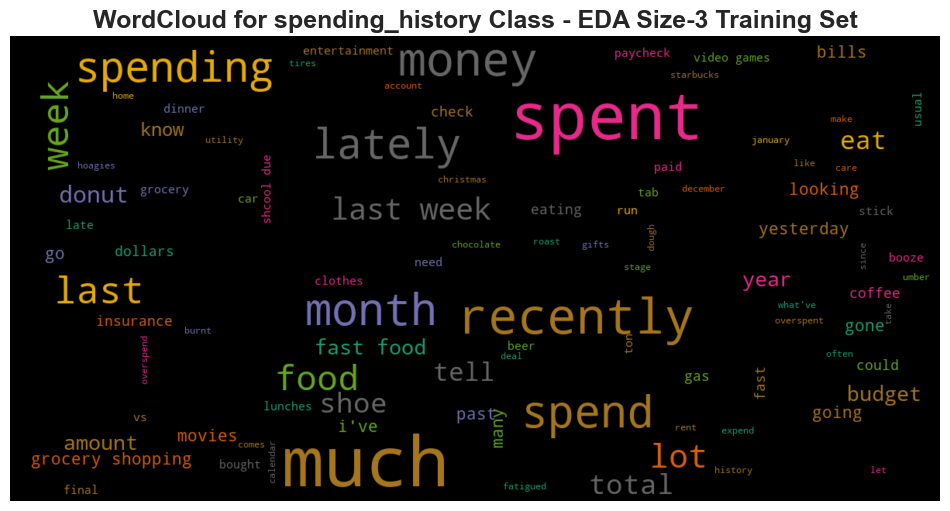 WordCloud for spending_history Class - EDA Size-3 Training Set
entertainment
money
paycheck
video games
bills
spending
tires
starbucks
home
account
week
dinner
check
spent
make
usual
know
utility
lately
january
eat
hoagies
shcool due
paid
like
care
christmas
donut
grocery
car
tab
december
looking
last week
eating
run
stick
late
yesterday
go
dollars
chocolate
roast
gifts
dough
since
booze
need
stage
last
clothes
year
umber
coffee
month
recently
what've
take
insurance
overspent
gone
burnt
ton
fast food
beer
overspend
deal
often
food
tell
gas
fast
could
budget
lunches
shoe
past
many
spend
going
vs
i've
rent
expend
movies
amount
comes
much
lot
grocery shopping
bought
calendar
history
let
final
fatigued
total